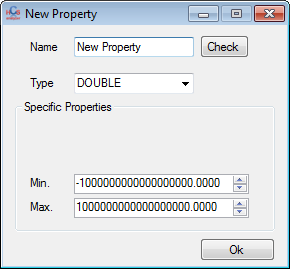 New Property
Name New Property Check
Type DOUBLE
Specific Properties
Min. -1000000000000000000.0000
Max. 1000000000000000000.0000
Ok